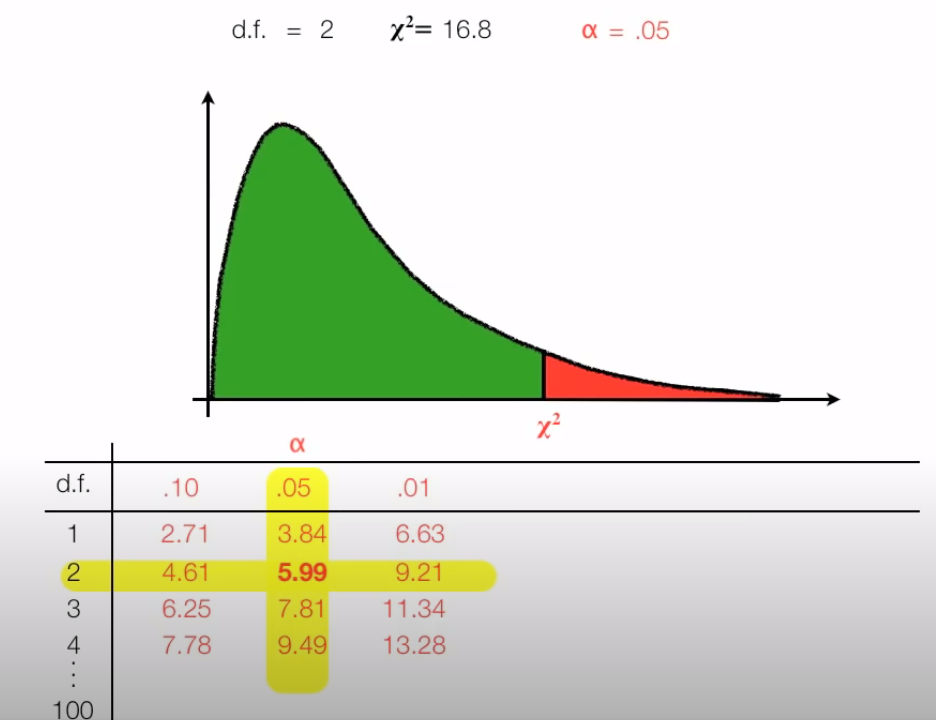 d.f. = 2 χ²= 16.8 α = .05
χ²
α
d.f. .10 .05 .01
1 2.71 3.84 6.63
2 4.61 5.99 9.21
3 6.25 7.81 11.34
4 7.78 9.49 13.28
⋮
100